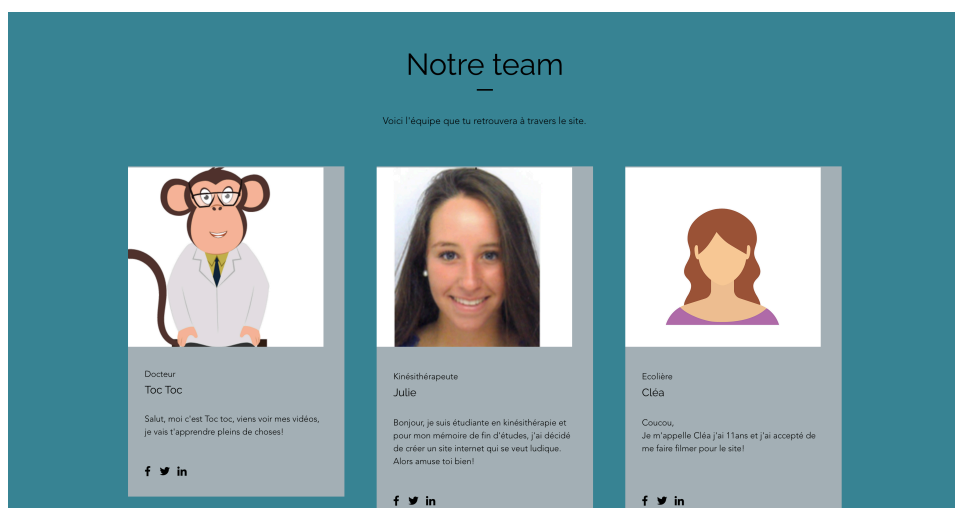 Notre team
Voici l'équipe que tu retrouvera à travers le site.
Docteur
Toc Toc
Salut, moi c'est Toc toc, viens voir mes vidéos,
je vais t'apprendre pleins de choses!
Kinésithérapeute
Julie
Bonjour, je suis étudiante en kinésithérapie et
pour mon mémoire de fin d'études, j'ai décidé
de créer un site internet qui se veut ludique.
Alors amuse toi bien!
Ecolière
Cléa
Coucou,
Je m'appelle Cléa j'ai 11ans et j'ai accepté de
me faire filmer pour le site!